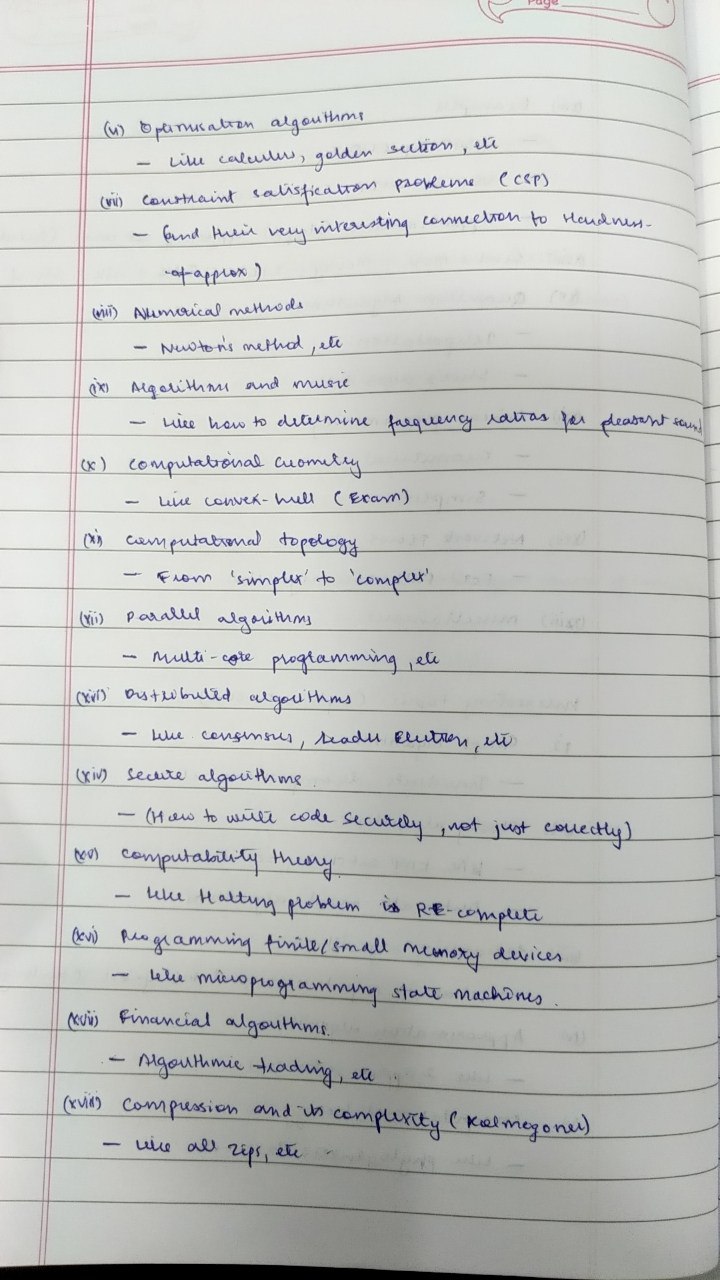 Page
(vi) Optimisation algorithms
- Like calculus, golden section, etc
(vii) Constraint satisfication problems (CSP)
- (and their very interesting connection to Hardness-
-of-approx)
(viii) Numerical methods
- Newton's method, etc
(ix) Algorithms and music
- Like how to determine frequency ratios for pleasant sound
(x) Computational Geometry
- Like convex-hull (Exam)
(xi) Computational topology
- From 'simplex' to 'complex'
(xii) Parallel algorithms
- Multi-core programming, etc
(xvi) Distributed algorithms
- Like consensus, leader Election, etc
(xiv) Secure algorithms.
- (How to write code securely, not just correctly)
(xv) Computability theory.
- Like Halting problem is RE-complete
(xvi) Programming finite/small memory devices
- Like microprogramming state machines.
(xvii) Financial algorithms.
- Algorithmic trading, etc
(xviii) Compression and its complexity (Kolmogorov)
- Like all zips, etc